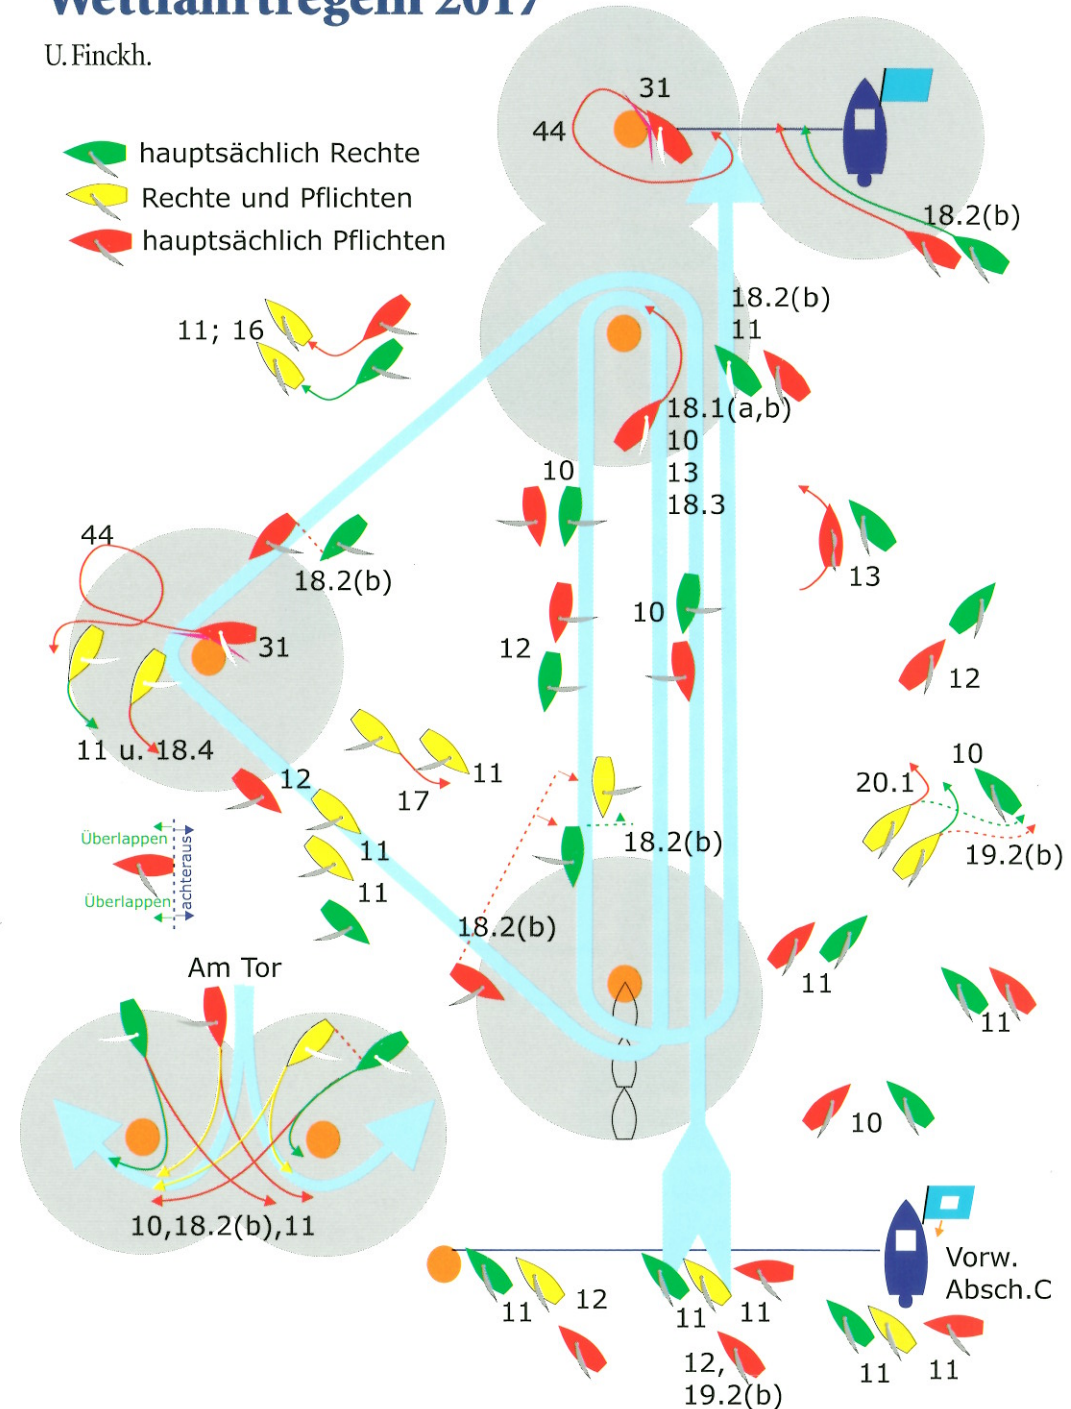 Wettfahrtregeln 2017
U. Finckh.
hauptsächlich Rechte
Rechte und Pflichten
hauptsächlich Pflichten
31
44
18.2(b)
11; 16
18.2(b)
11
18.1(a,b)
10
13
18.3
10
44
18.2(b)
13
10
12
31
12
11 u. 18.4
11
17
12
10
20.1
19.2(b)
11
11
18.2(b)
Überlappen
achteraus
Überlappen
18.2(b)
11
11
Am Tor
10
10,18.2(b),11
Vorw.
Absch.C
11
12
11
11
12,
19.2(b)
11
11